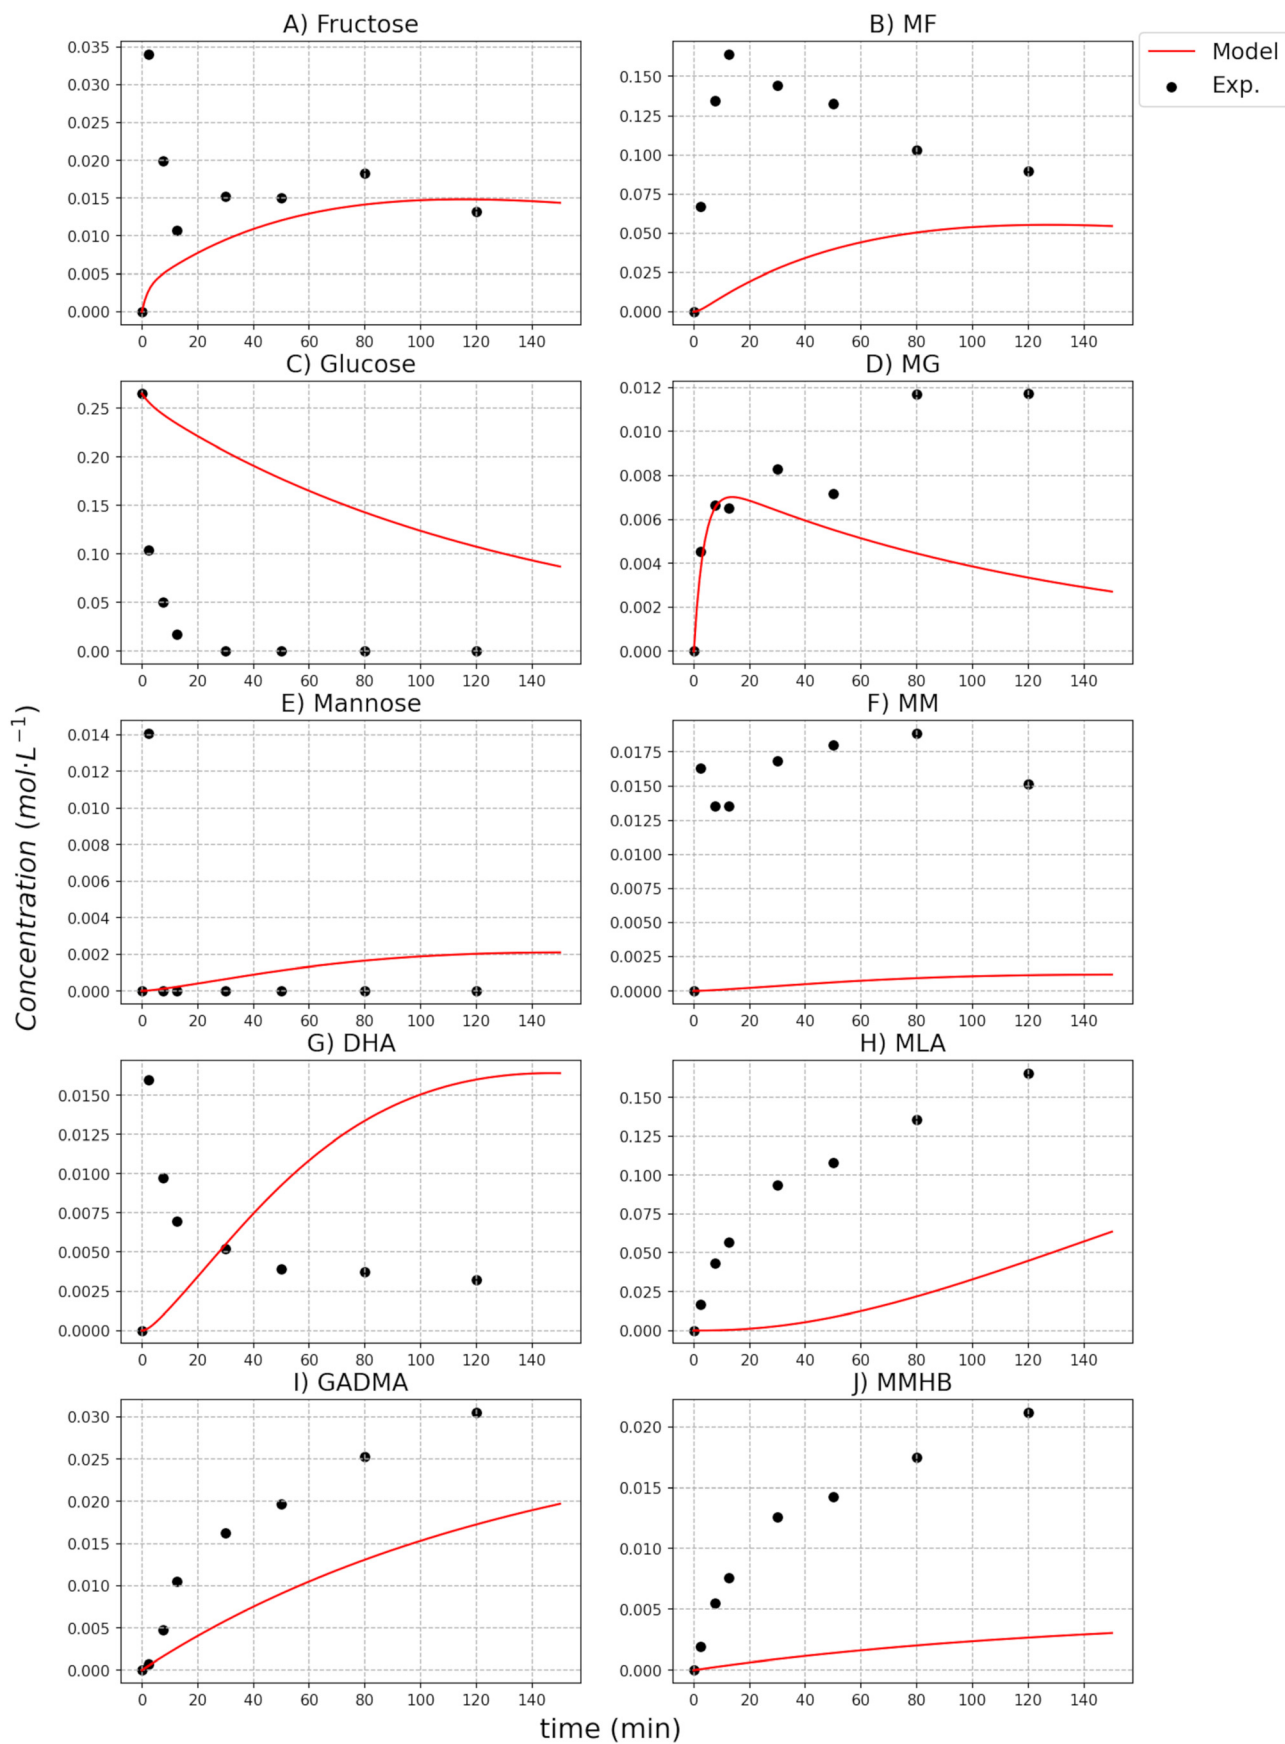 A) Fructose
0.035
0.030
0.025
0.020
0.015
0.010
0.005
0.000
0 20 40 60 80 100 120 140
B) MF
0.150
0.125
0.100
0.075
0.050
0.025
0.000
0 20 40 60 80 100 120 140
Model
Exp.
C) Glucose
0.25
0.20
0.15
0.10
0.05
0.00
0 20 40 60 80 100 120 140
D) MG
0.012
0.010
0.008
0.006
0.004
0.002
0.000
0 20 40 60 80 100 120 140
E) Mannose
0.014
0.012
0.010
0.008
0.006
0.004
0.002
0.000
0 20 40 60 80 100 120 140
F) MM
0.0175
0.0150
0.0125
0.0100
0.0075
0.0050
0.0025
0.0000
0 20 40 60 80 100 120 140
Concentration (mol·L⁻¹)
G) DHA
0.0150
0.0125
0.0100
0.0075
0.0050
0.0025
0.0000
0 20 40 60 80 100 120 140
H) MLA
0.150
0.125
0.100
0.075
0.050
0.025
0.000
0 20 40 60 80 100 120 140
I) GADMA
0.030
0.025
0.020
0.015
0.010
0.005
0.000
0 20 40 60 80 100 120 140
J) MMHB
0.020
0.015
0.010
0.005
0.000
0 20 40 60 80 100 120 140
time (min)